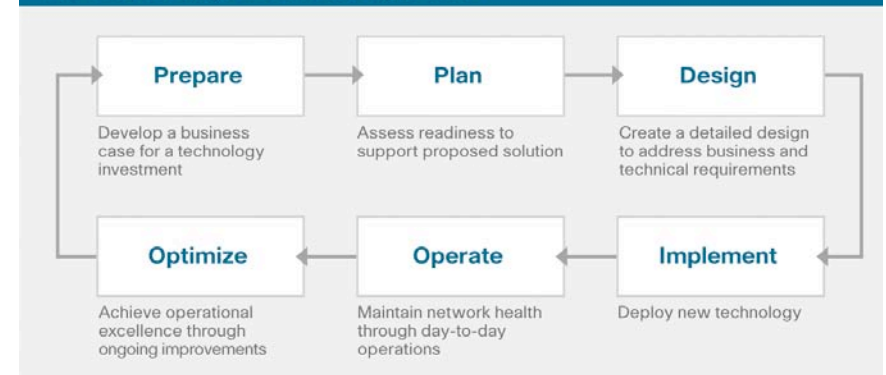 Prepare
Develop a business
case for a technology
investment
Plan
Assess readiness to
support proposed solution
Design
Create a detailed design
to address business and
technical requirements
Implement
Deploy new technology
Operate
Maintain network health
through day-to-day
operations
Optimize
Achieve operational
excellence through
ongoing improvements